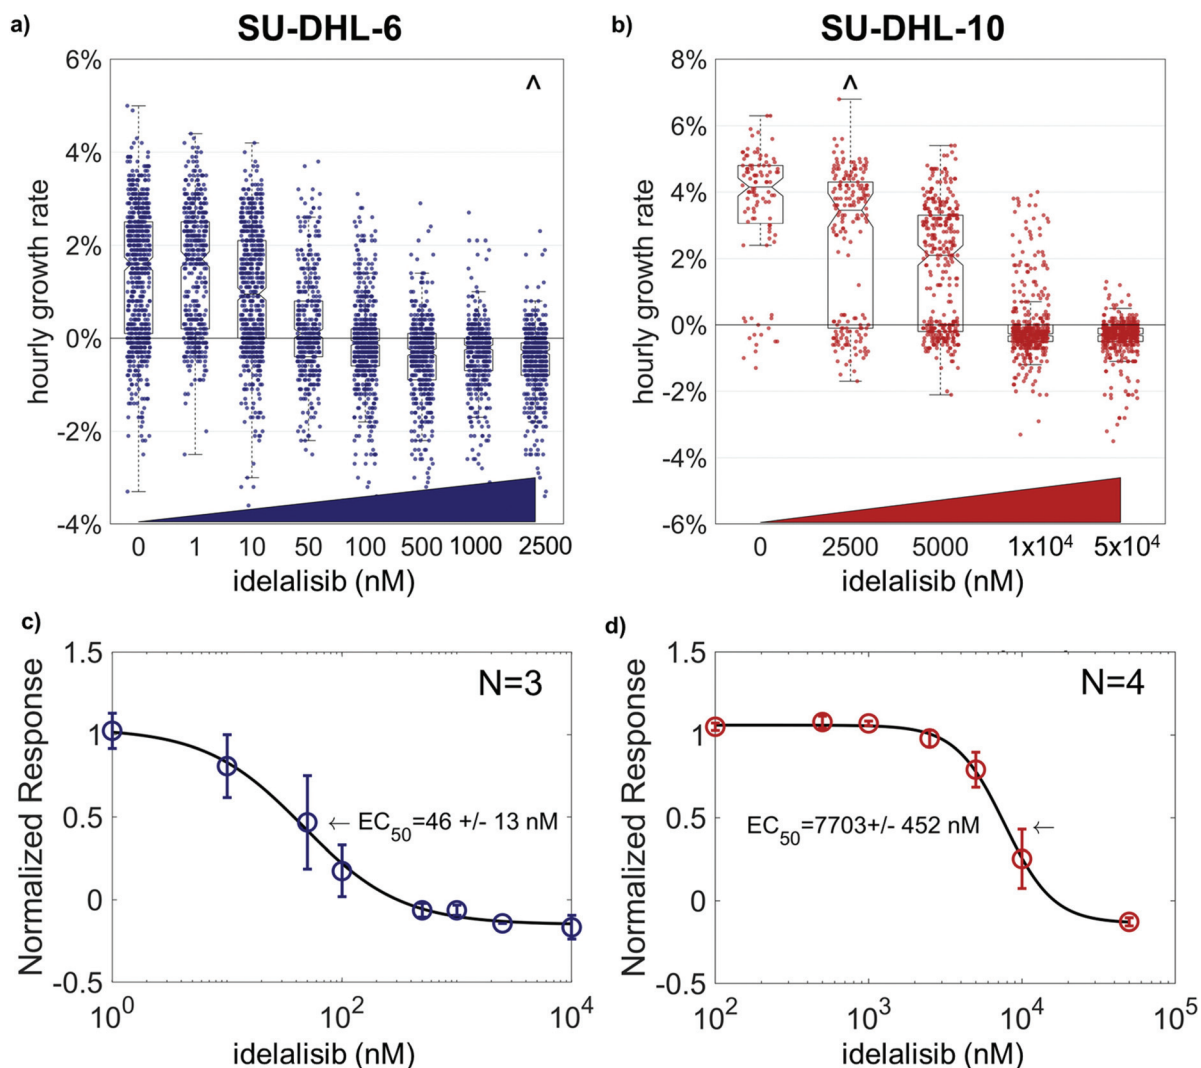 a)
SU-DHL-6
hourly growth rate
6%
4%
2%
0%
-2%
-4%
^
0 1 10 50 100 500 1000 2500
idelalisib (nM)
b)
SU-DHL-10
hourly growth rate
8%
6%
4%
2%
0%
-2%
-4%
-6%
^
0 2500 5000 1x10⁴ 5x10⁴
idelalisib (nM)
c)
Normalized Response
1.5
1
0.5
0
-0.5
N=3
← EC₅₀=46 +/- 13 nM
10⁰ 10² 10⁴
idelalisib (nM)
d)
Normalized Response
1.5
1
0.5
0
-0.5
N=4
EC₅₀=7703+/- 452 nM ←
10² 10³ 10⁴ 10⁵
idelalisib (nM)